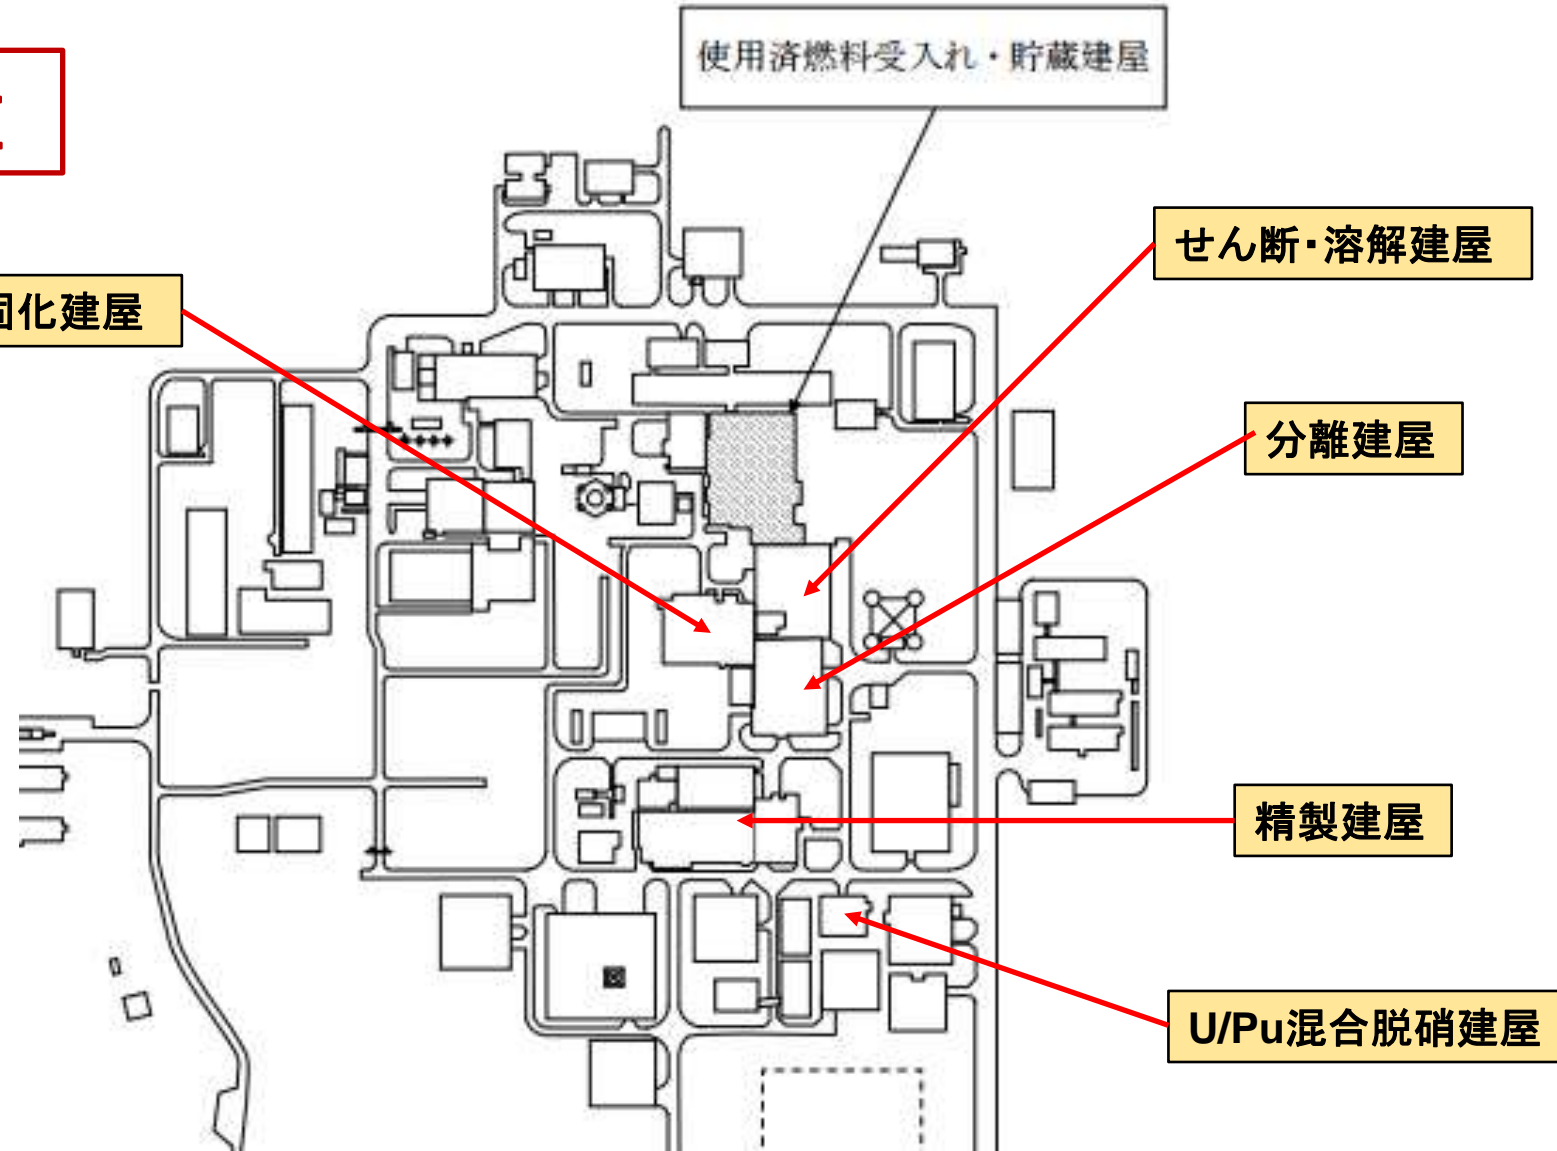 使用済燃料受入れ・貯蔵建屋
せん断・溶解建屋
固化建屋
分離建屋
精製建屋
U/Pu混合脱硝建屋